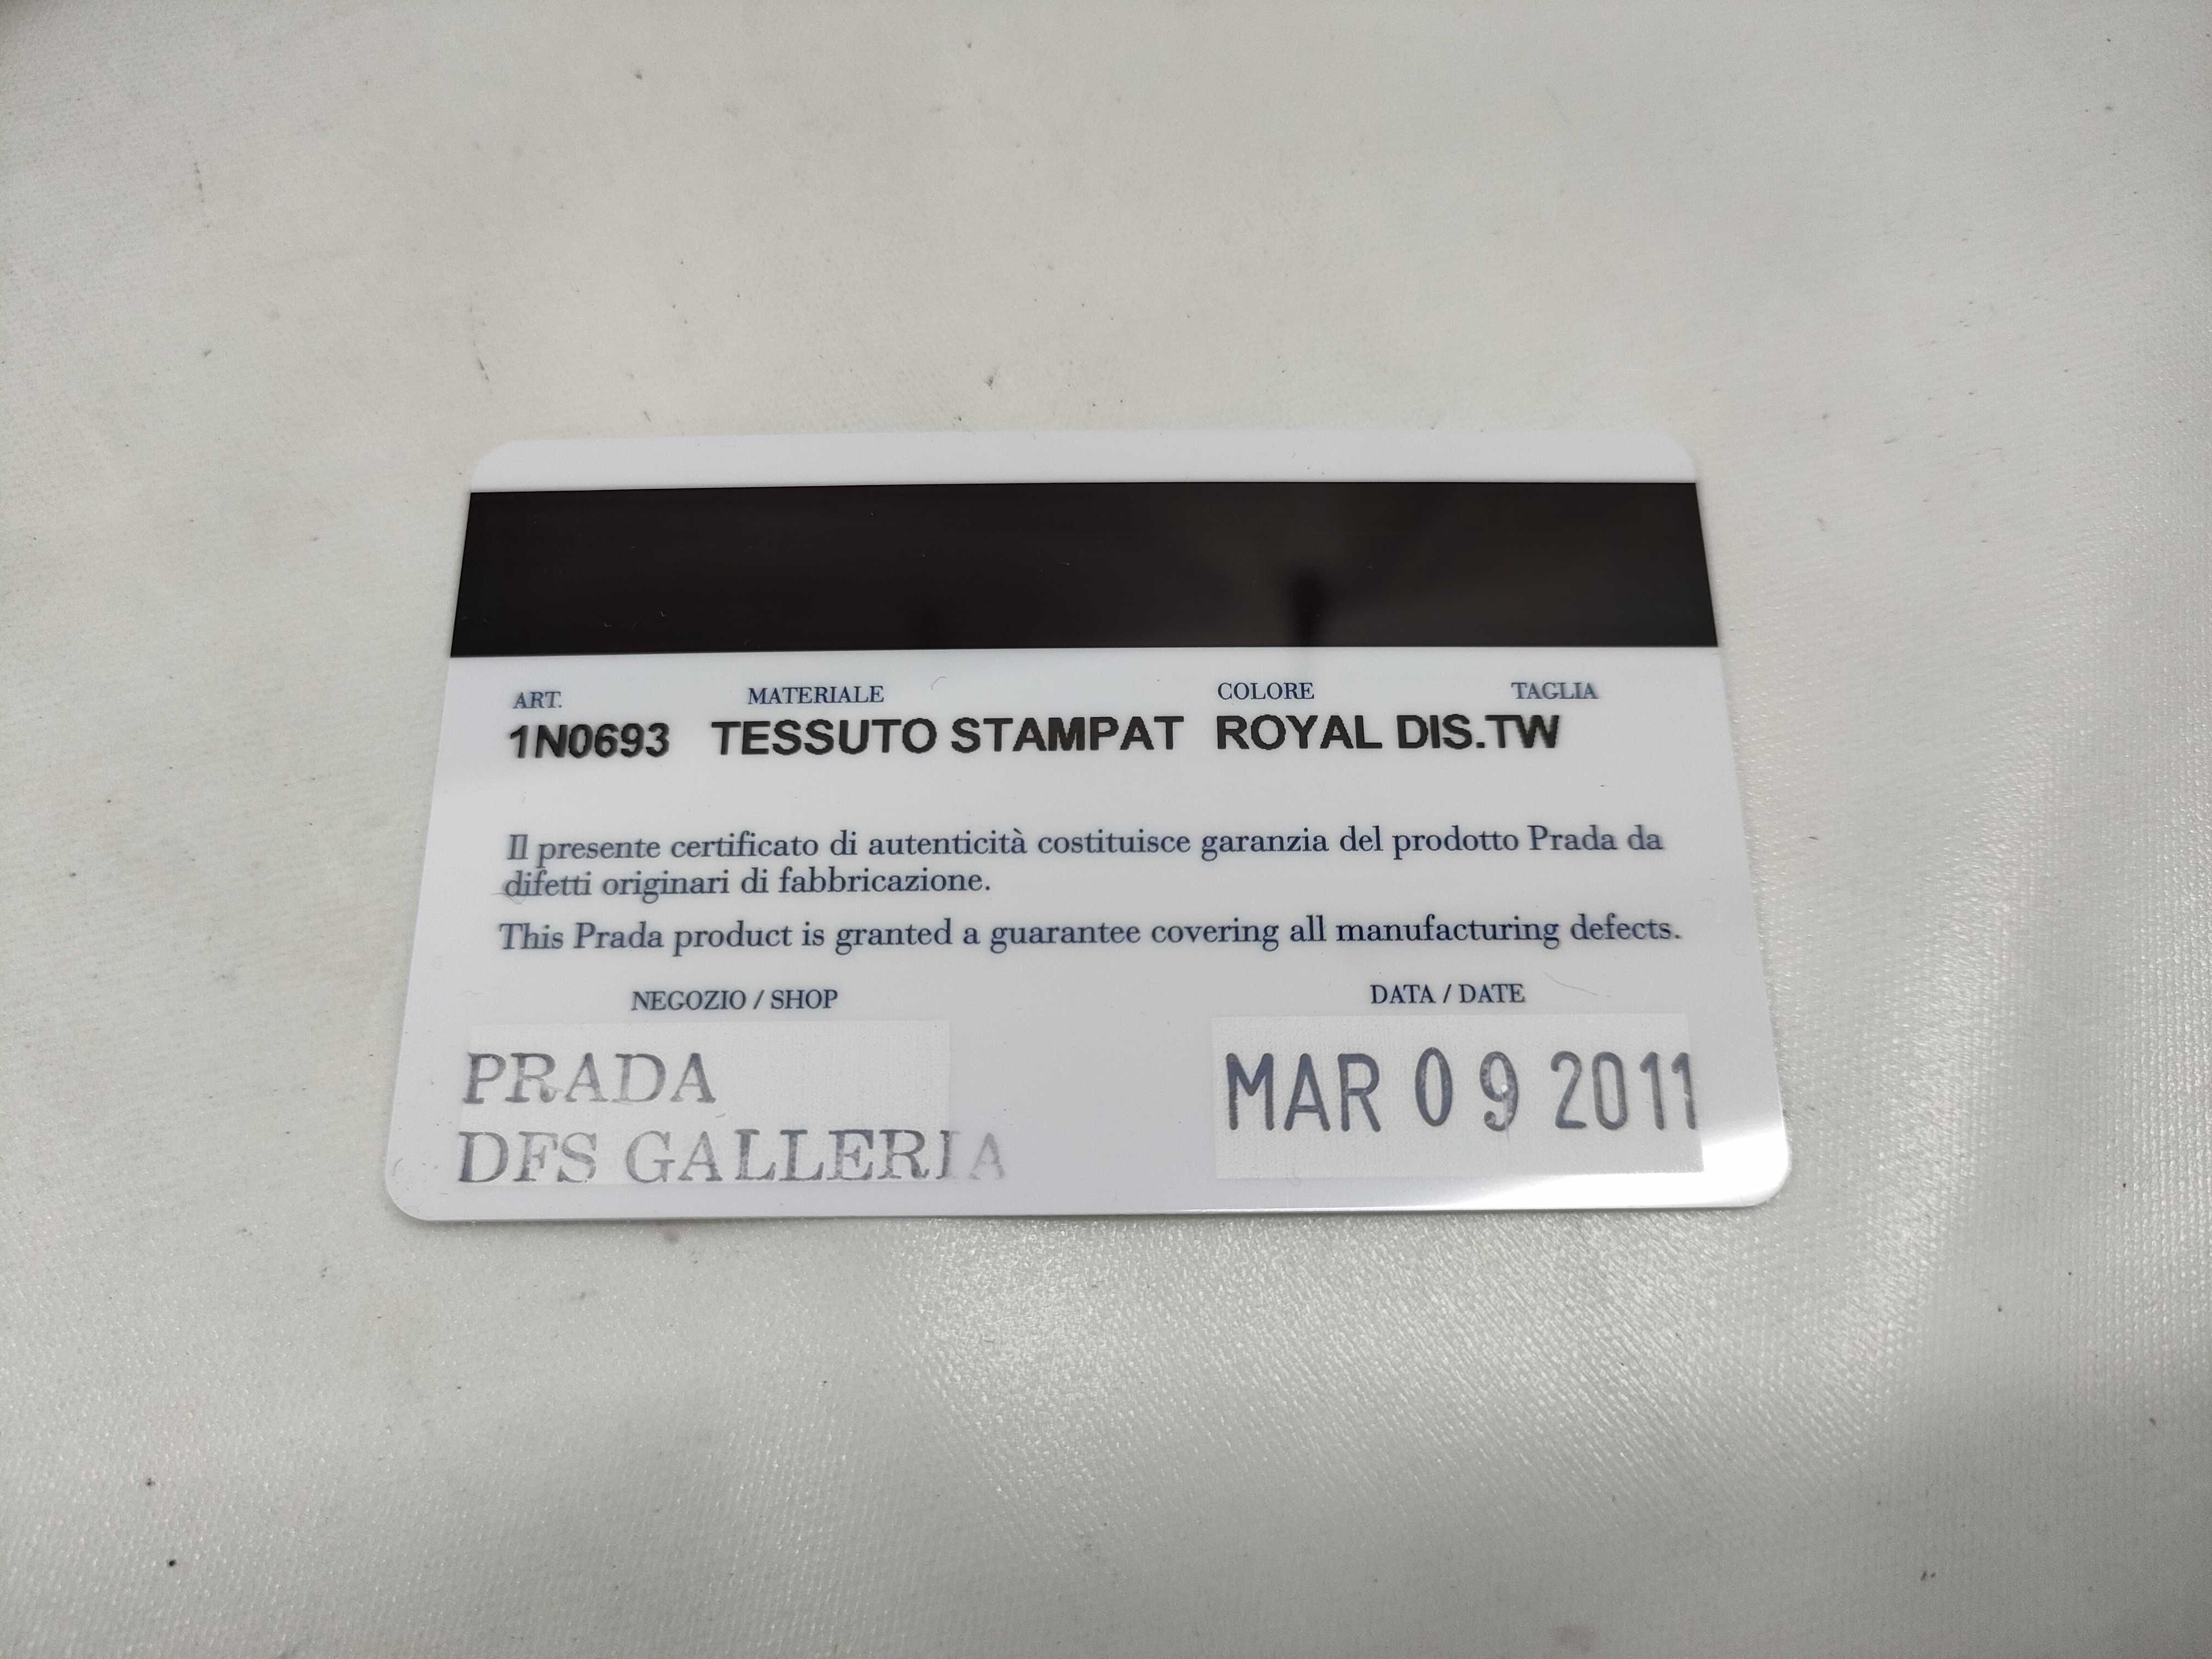 ART. MATERIALE COLORE TAGLIA
1N0693 TESSUTO STAMPAT ROYAL DIS.TW
Il presente certificato di autenticità costituisce garanzia del prodotto Prada da
difetti originari di fabbricazione.
This Prada product is granted a guarantee covering all manufacturing defects.
NEGOZIO / SHOP DATA / DATE
PRADA MAR 09 2011
DFS GALLERIA